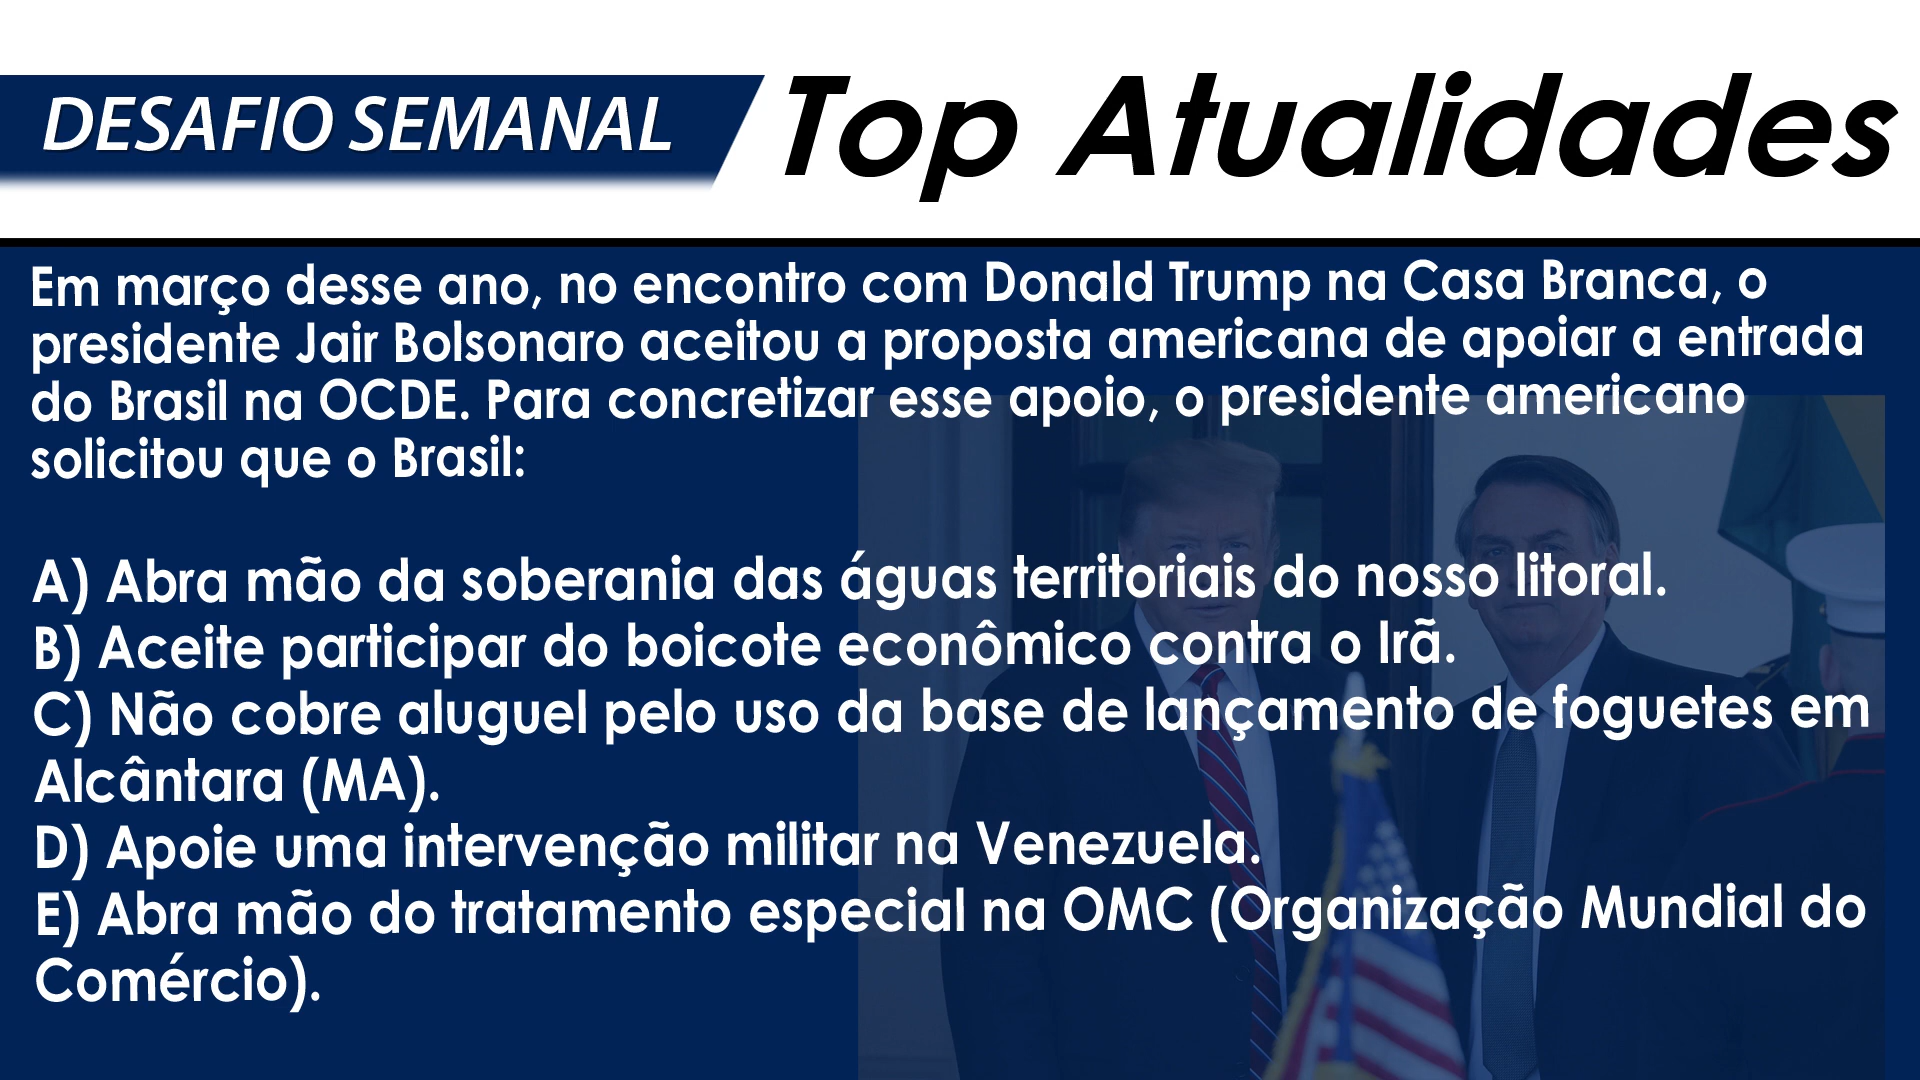 DESAFIO SEMANAL
Top Atualidades
Em março desse ano, no encontro com Donald Trump na Casa Branca, o
presidente Jair Bolsonaro aceitou a proposta americana de apoiar a entrada
do Brasil na OCDE. Para concretizar esse apoio, o presidente americano
solicitou que o Brasil:
A) Abra mão da soberania das águas territoriais do nosso litoral.
B) Aceite participar do boicote econômico contra o Irã.
C) Não cobre aluguel pelo uso da base de lançamento de foguetes em
Alcântara (MA).
D) Apoie uma intervenção militar na Venezuela.
E) Abra mão do tratamento especial na OMC (Organização Mundial do
Comércio).